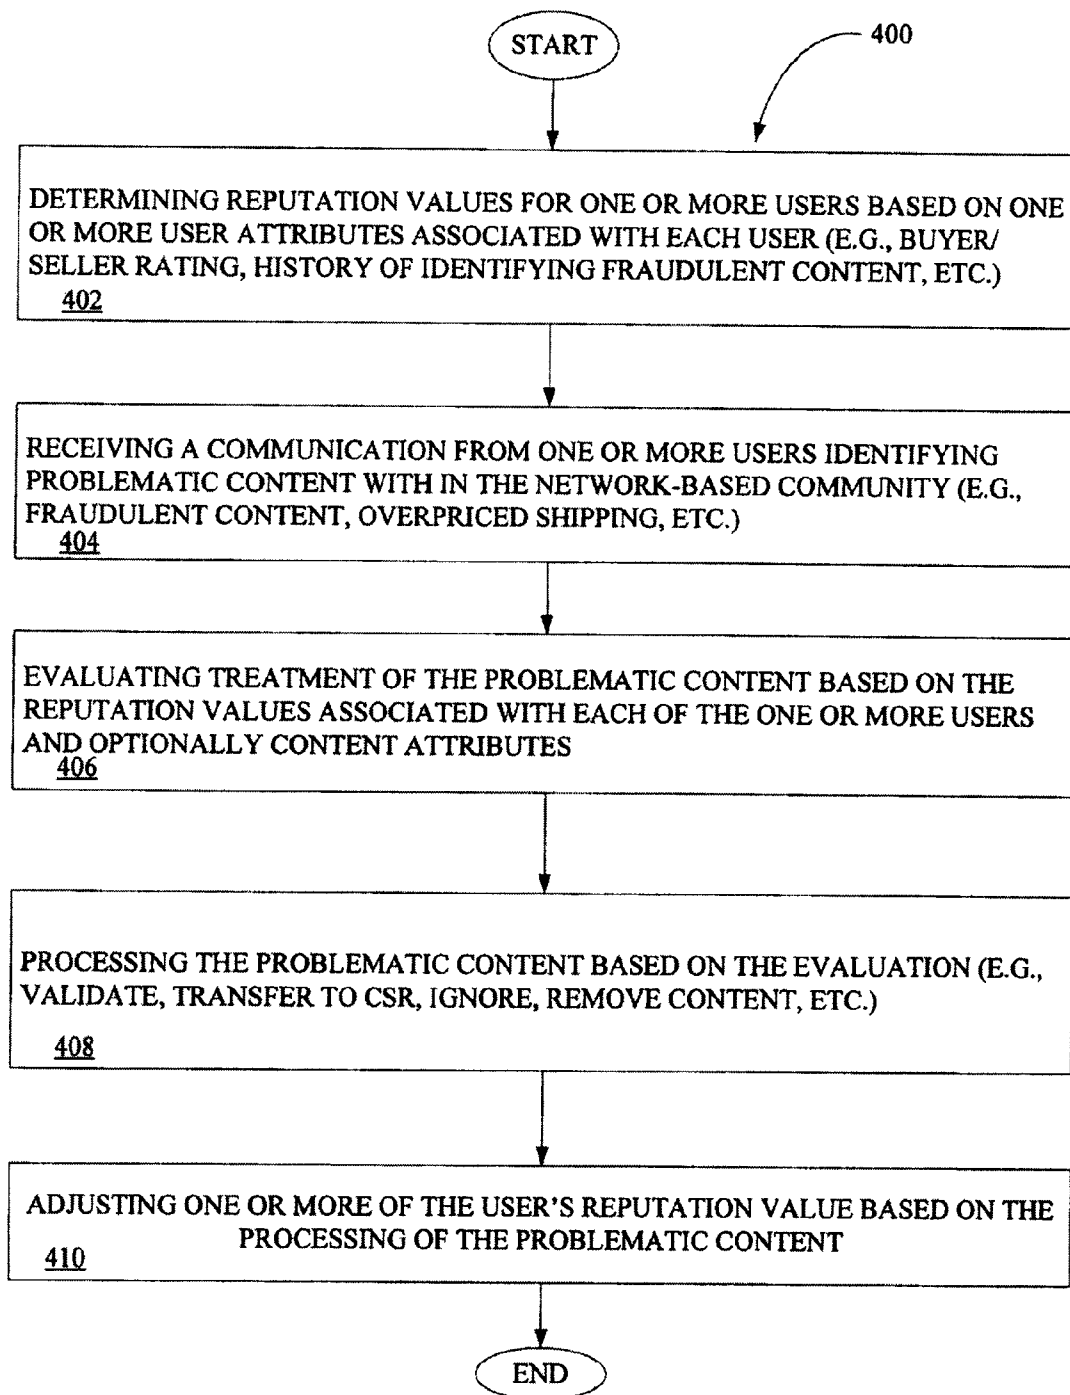 START
400
DETERMINING REPUTATION VALUES FOR ONE OR MORE USERS BASED ON ONE
OR MORE USER ATTRIBUTES ASSOCIATED WITH EACH USER (E.G., BUYER/
SELLER RATING, HISTORY OF IDENTIFYING FRAUDULENT CONTENT, ETC.)
402
RECEIVING A COMMUNICATION FROM ONE OR MORE USERS IDENTIFYING
PROBLEMATIC CONTENT WITH IN THE NETWORK-BASED COMMUNITY (E.G.,
FRAUDULENT CONTENT, OVERPRICED SHIPPING, ETC.)
404
EVALUATING TREATMENT OF THE PROBLEMATIC CONTENT BASED ON THE
REPUTATION VALUES ASSOCIATED WITH EACH OF THE ONE OR MORE USERS
AND OPTIONALLY CONTENT ATTRIBUTES
406
PROCESSING THE PROBLEMATIC CONTENT BASED ON THE EVALUATION (E.G.,
VALIDATE, TRANSFER TO CSR, IGNORE, REMOVE CONTENT, ETC.)
408
ADJUSTING ONE OR MORE OF THE USER'S REPUTATION VALUE BASED ON THE
PROCESSING OF THE PROBLEMATIC CONTENT
410
END